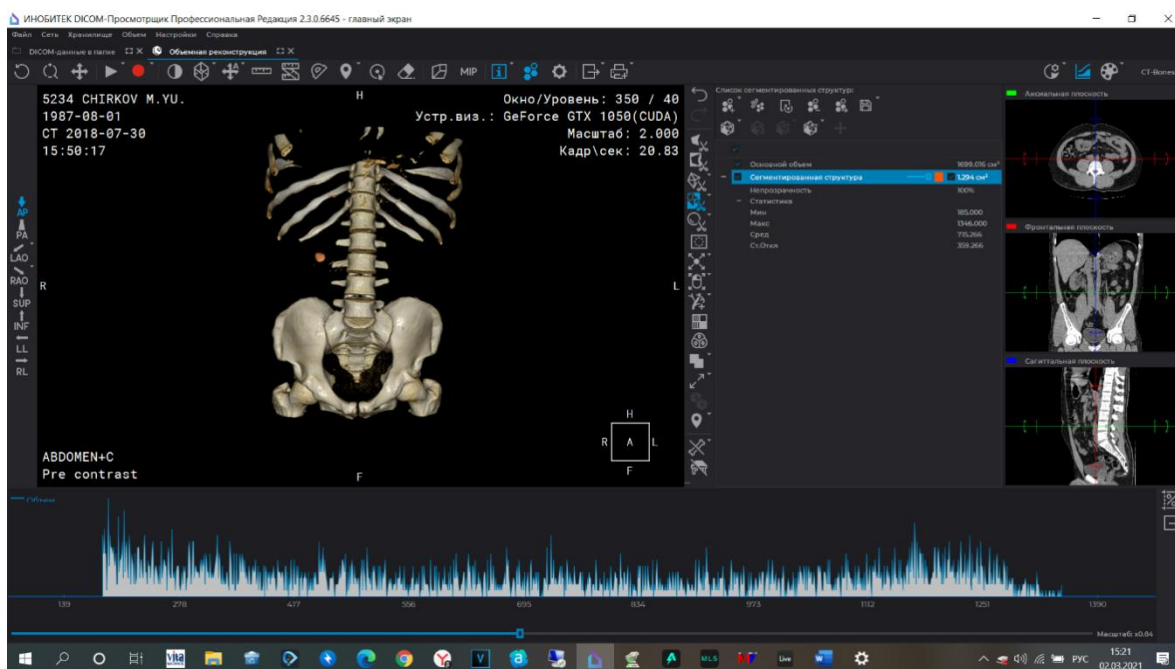 ИНОБИТЕК DICOM-Просмотрщик Профессиональная Редакция 2.3.0.6645 - главный экран
Файл Сеть Хранилище Объем Настройки Справка
DICOM-данные в папке
Объемная реконструкция
MIP
CT-Bones
5234 CHIRKOV M.YU.
1987-08-01
CT 2018-07-30
15:50:17
H
Окно/Уровень: 350 / 40
Устр.виз.: GeForce GTX 1050(CUDA)
Масштаб: 2.000
Кадр\сек: 20.83
AP
PA
LAO
RAO
SUP
INF
LL
RL
R
L
H
R A L
F
ABDOMEN+C
Pre contrast
F
Список сегментированных структур:
Основной объем 1699.016 см³
Сегментированная структура 1.294 см³
Непрозрачность 100%
Статистика
Мин 185.000
Макс 1346.000
Сред 715.266
Ст.Откл 359.266
Аксиальная плоскость
Фронтальная плоскость
Сагиттальная плоскость
Объем
139 278 417 556 695 834 973 1112 1251 1390
Масштаб: x0.84
vita
V
MLS
Live
РУС
15:21
02.03.2021